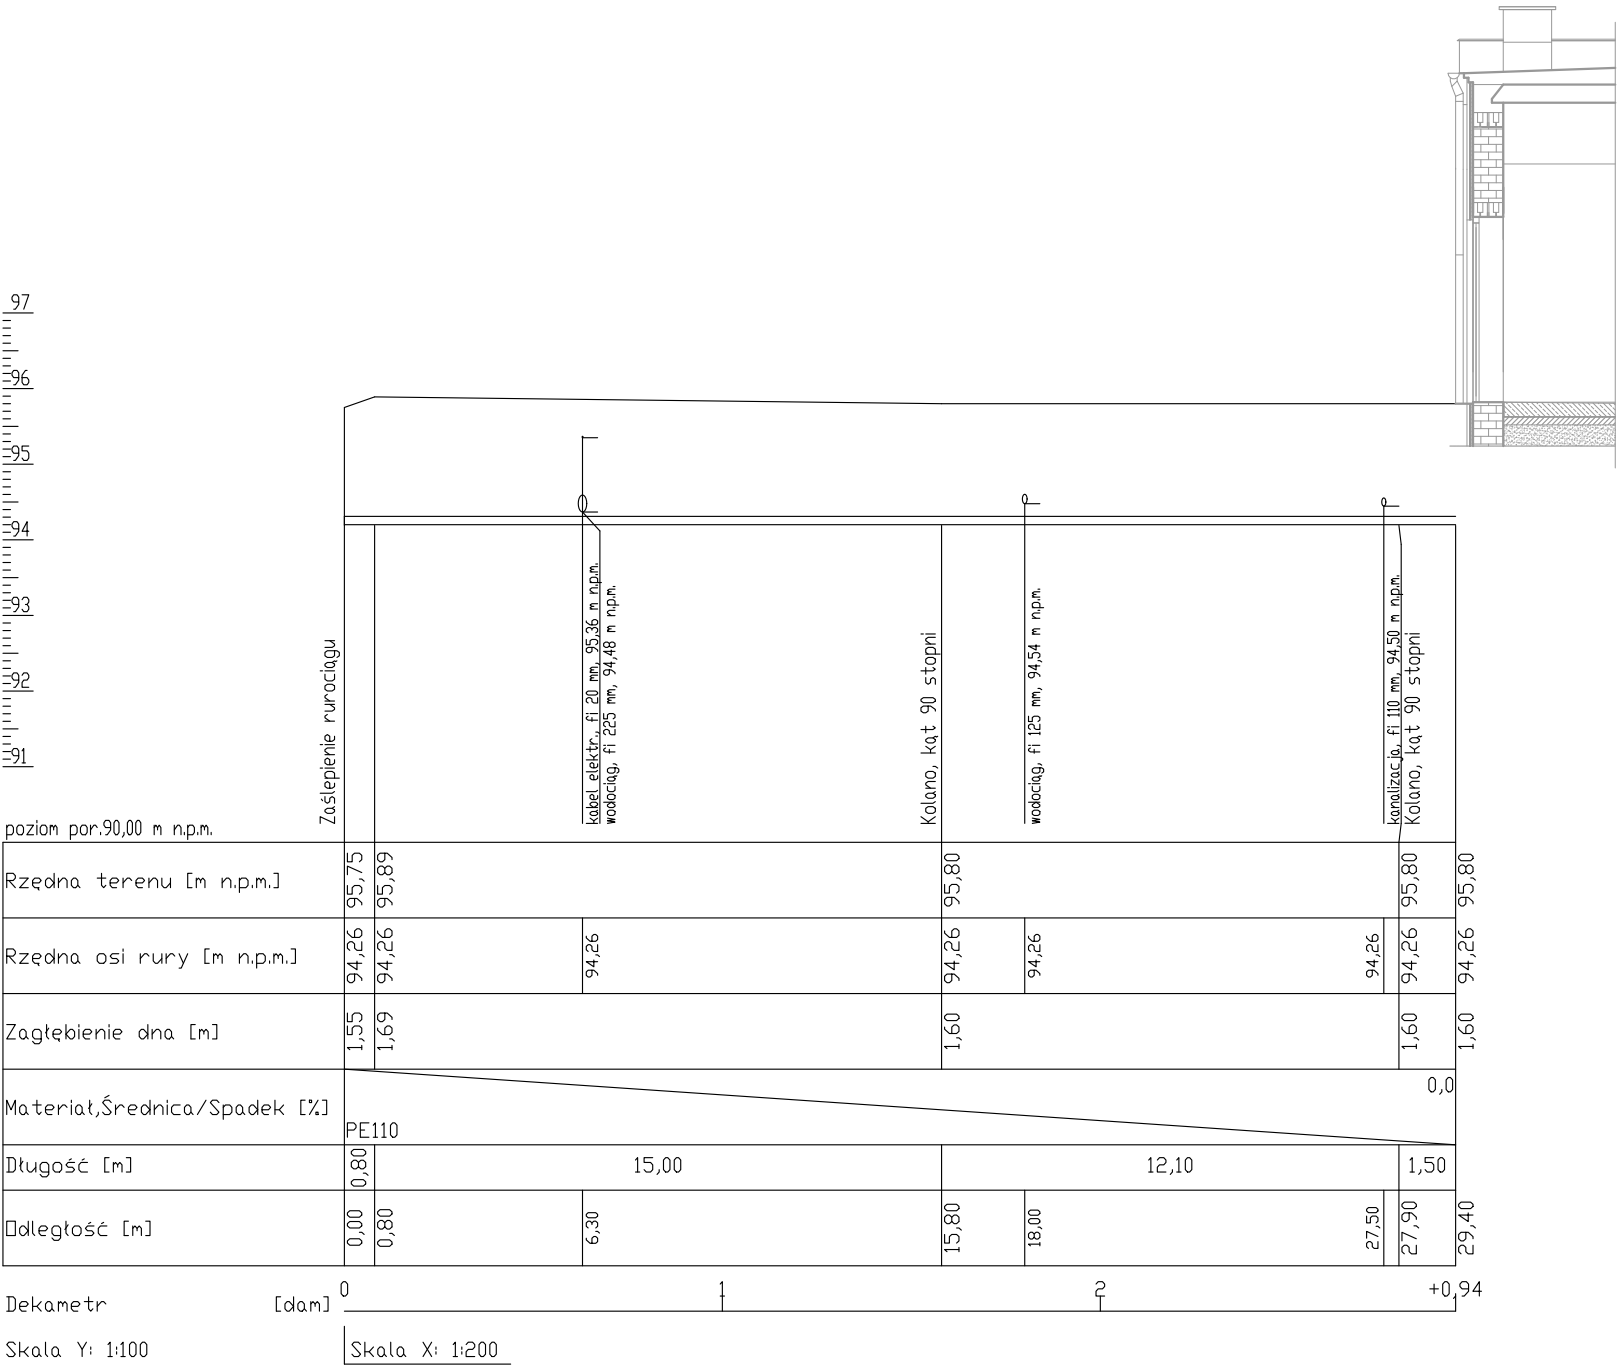 97
96
95
94
93
92
91
Zaślepienie rurociągu
kabel elektr., fi 20 mm, 95,36 m n.p.m.
wodociąg, fi 225 mm, 94,48 m n.p.m.
Kolano, kąt 90 stopni
wodociąg, fi 125 mm, 94,54 m n.p.m.
kanalizacja, fi 110 mm, 94,50 m n.p.m.
Kolano, kąt 90 stopni
poziom por.90,00 m n.p.m.
Rzędna terenu [m n.p.m.] 95,75 95,89 95,80 95,80 95,80
Rzędna osi rury [m n.p.m.] 94,26 94,26 94,26 94,26 94,26 94,26 94,26 94,26
Zagłębienie dna [m] 1,55 1,69 1,60 1,60 1,60
Materiał,Średnica/Spadek [%] PE110 0,0
Długość [m] 0,80 15,00 12,10 1,50
Odległość [m] 0,00 0,80 6,30 15,80 18,00 27,50 27,90 29,40
Dekametr [dam] 0 1 2 +0,94
Skala Y: 1:100 Skala X: 1:200